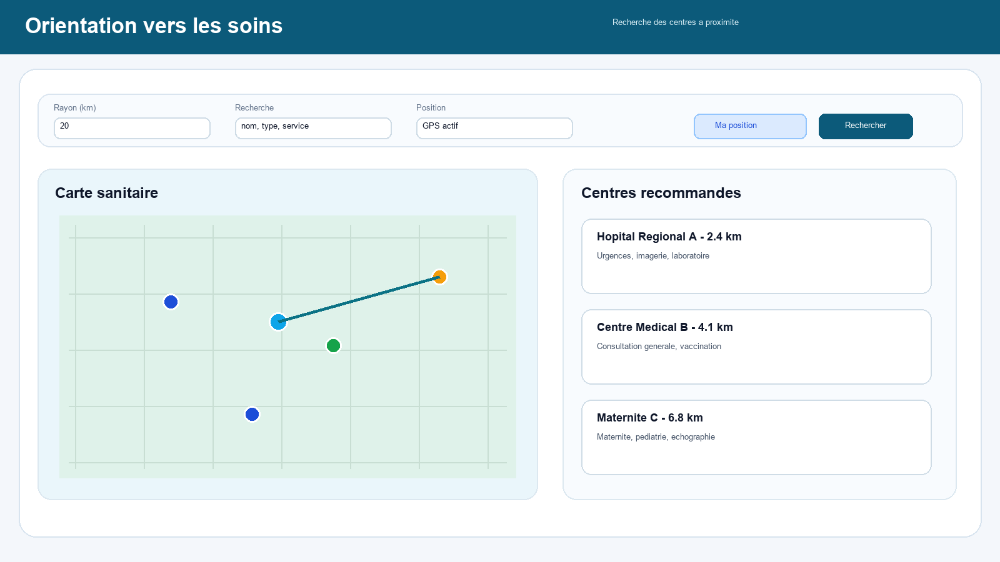 Orientation vers les soins
Recherche des centres a proximite
Rayon (km)
Recherche
Position
20
nom, type, service
GPS actif
Ma position
Rechercher
Carte sanitaire
Centres recommandes
Hopital Regional A - 2.4 km
Urgences, imagerie, laboratoire
Centre Medical B - 4.1 km
Consultation generale, vaccination
Maternite C - 6.8 km
Maternite, pediatrie, echographie